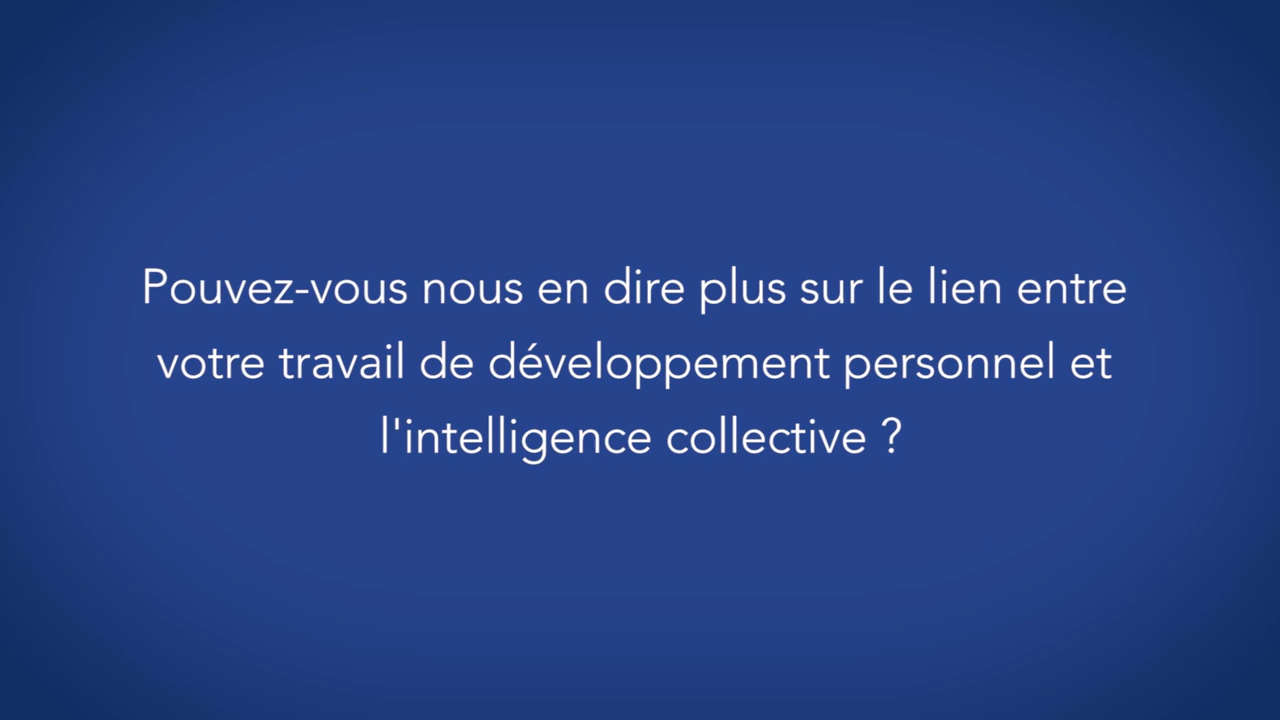 Pouvez-vous nous en dire plus sur le lien entre
votre travail de développement personnel et
l'intelligence collective ?